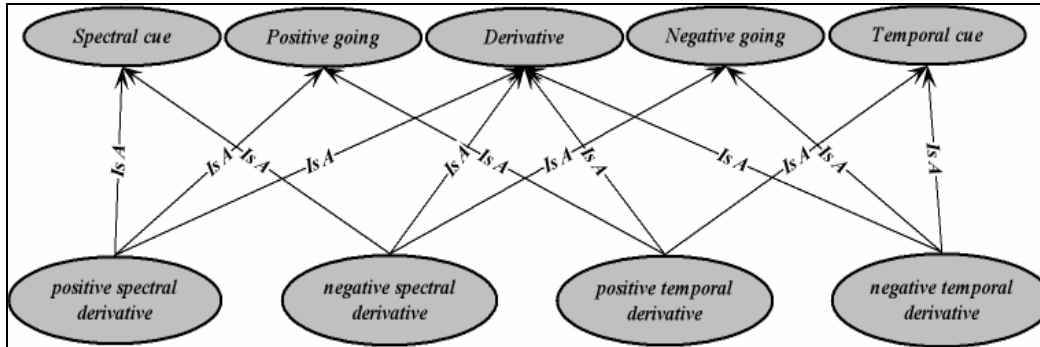 Spectral cue
Positive going
Derivative
Negative going
Temporal cue
Is A
Is A
Is A
Is A
Is A
Is A
Is A
Is A
Is A
Is A
Is A
Is A
positive spectral
derivative
negative spectral
derivative
positive temporal
derivative
negative temporal
derivative